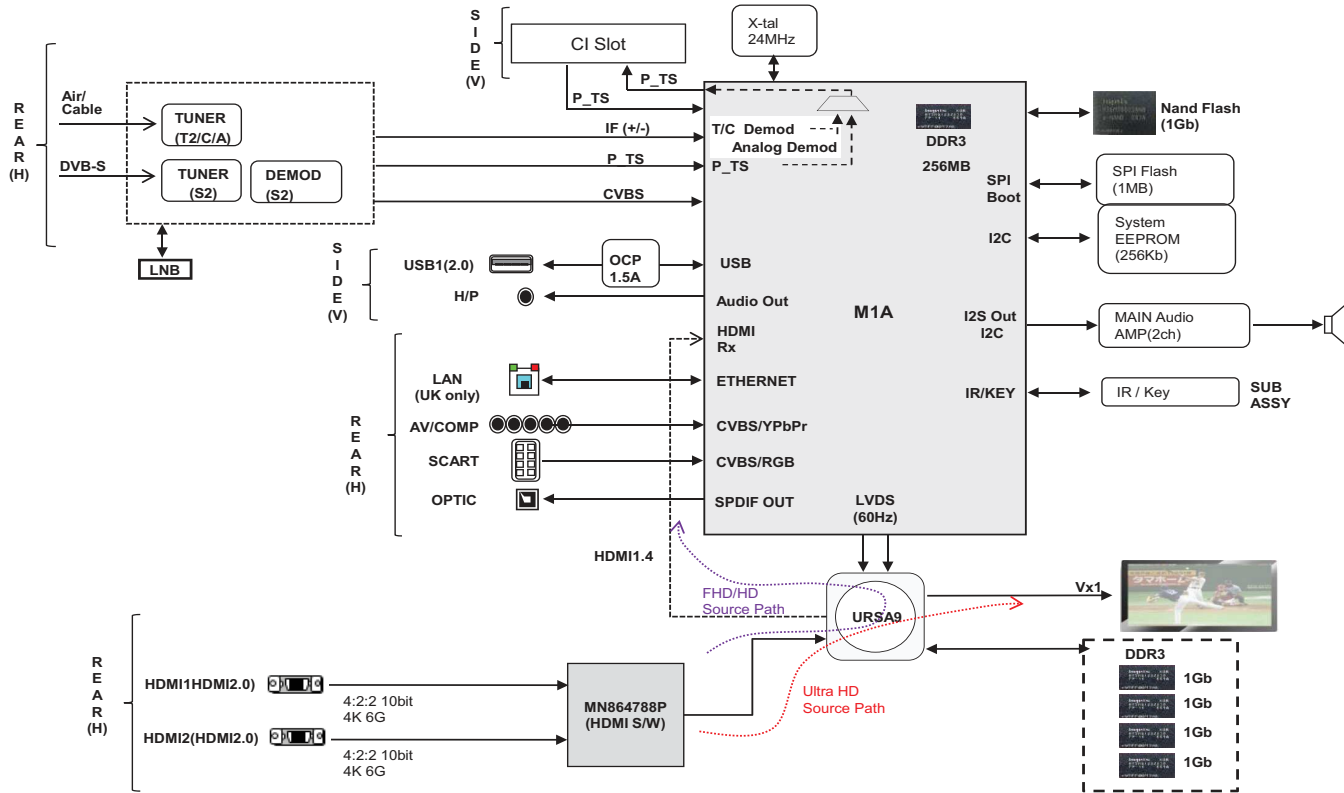 S
I
D
E
(V)
CI Slot
X-tal
24MHz
P_TS
P_TS
R
E
A
R
(H)
Air/
Cable
DVB-S
TUNER
(T2/C/A)
TUNER
(S2)
DEMOD
(S2)
LNB
IF (+/-)
P_TS
CVBS
T/C Demod
Analog Demod
P_TS
DDR3
256MB
SPI
Boot
I2C
Nand Flash
(1Gb)
SPI Flash
(1MB)
System
EEPROM
(256Kb)
S
I
D
E
(V)
USB1(2.0)
OCP
1.5A
USB
H/P
Audio Out
M1A
HDMI
Rx
I2S Out
I2C
MAIN Audio
AMP(2ch)
R
E
A
R
(H)
LAN
(UK only)
ETHERNET
IR/KEY
IR / Key
SUB
ASSY
AV/COMP
CVBS/YPbPr
SCART
CVBS/RGB
OPTIC
SPDIF OUT
LVDS
(60Hz)
HDMI1.4
FHD/HD
Source Path
URSA9
Vx1
タマホーム
R
E
A
R
(H)
HDMI1HDMI2.0)
4:2:2 10bit
4K 6G
HDMI2(HDMI2.0)
4:2:2 10bit
4K 6G
MN864788P
(HDMI S/W)
Ultra HD
Source Path
DDR3
1Gb
1Gb
1Gb
1Gb